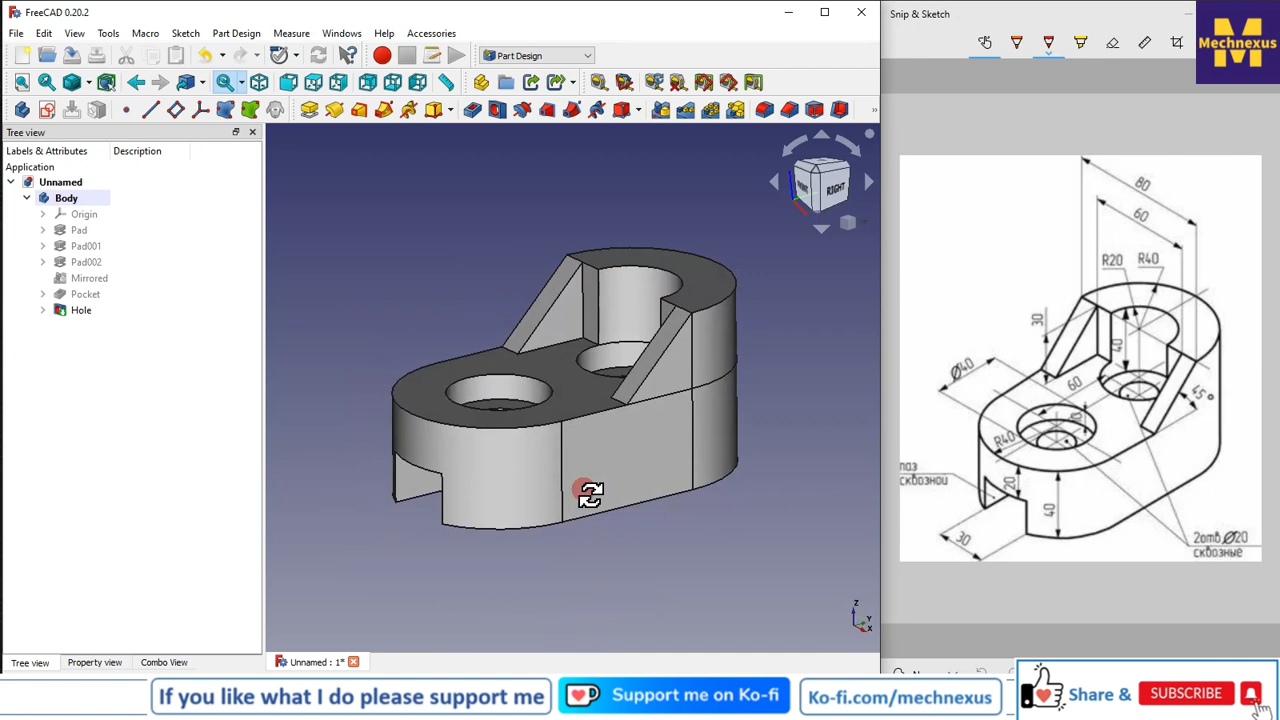 FreeCAD 0.20.2
File Edit View Tools Macro Sketch Part Design Measure Windows Help Accessories
Part Design
»
Tree view
Labels & Attributes Description
Application
Unnamed
Body
Origin
Pad
Pad001
Pad002
Mirrored
Pocket
Hole
RIGHT
Z
Y
X
Tree view Property view Combo View
Unnamed : 1*
Snip & Sketch
M
Mechnexus
80
60
R20 R40
30
40
Ø40
60
45°
R40
паз
сквозной
20
40
30
2отв.Ø20
сквозные
If you like what I do please support me
Support me on Ko-fi
Ko-fi.com/mechnexus
Share &
SUBSCRIBE